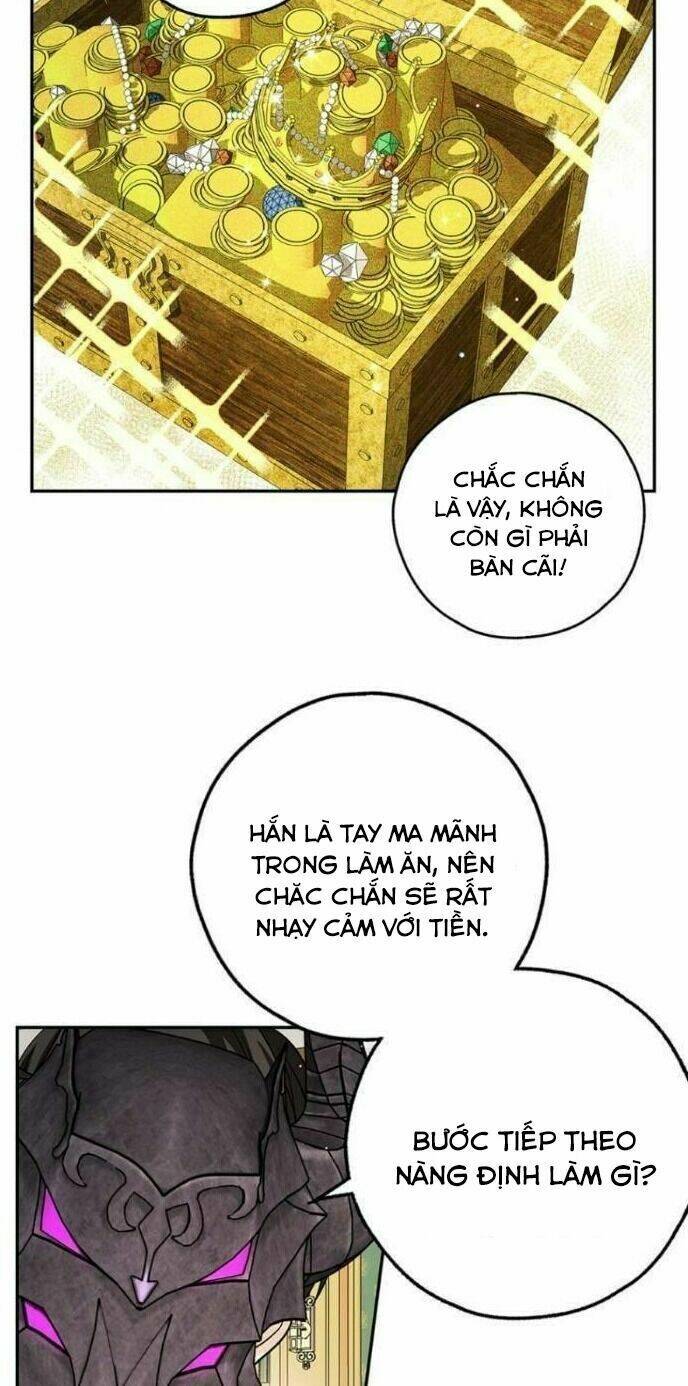 CHẮC CHẮN
LÀ VẬY, KHÔNG
CÒN GÌ PHẢI
BÀN CÃI!
HẮN LÀ TAY MA MÃNH
TRONG LÀM ĂN, NÊN
CHĂC CHẮN SẼ RẤT
NHẠY CẢM VỚI TIỀN.
BƯỚC TIẾP THEO
NÀNG ĐỊNH LÀM GÌ?